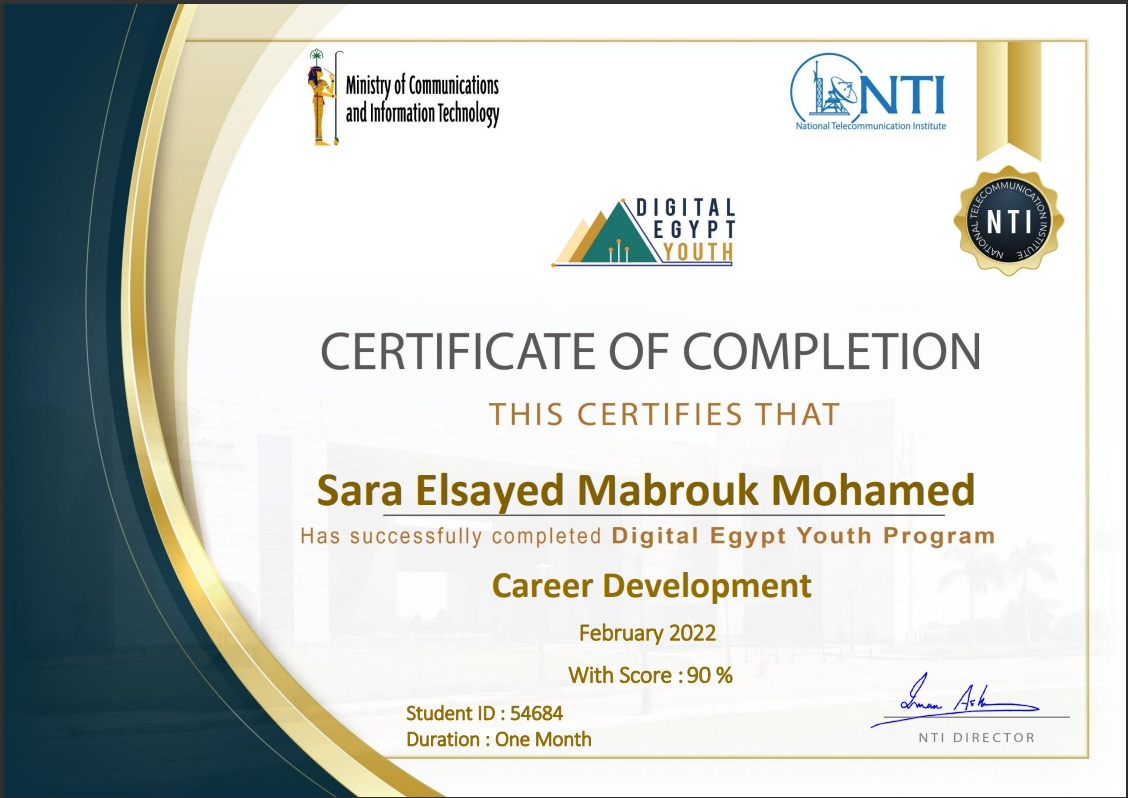 Ministry of Communications
and Information Technology
NTI
National Telecommunication Institute
DIGITAL
EGYPT
YOUTH
NATIONAL TELECOMMUNICATION INSTITUTE
NTI
CERTIFICATE OF COMPLETION
THIS CERTIFIES THAT
Sara Elsayed Mabrouk Mohamed
Has successfully completed Digital Egypt Youth Program
Career Development
February 2022
With Score : 90 %
Student ID : 54684
Duration : One Month
NTI DIRECTOR